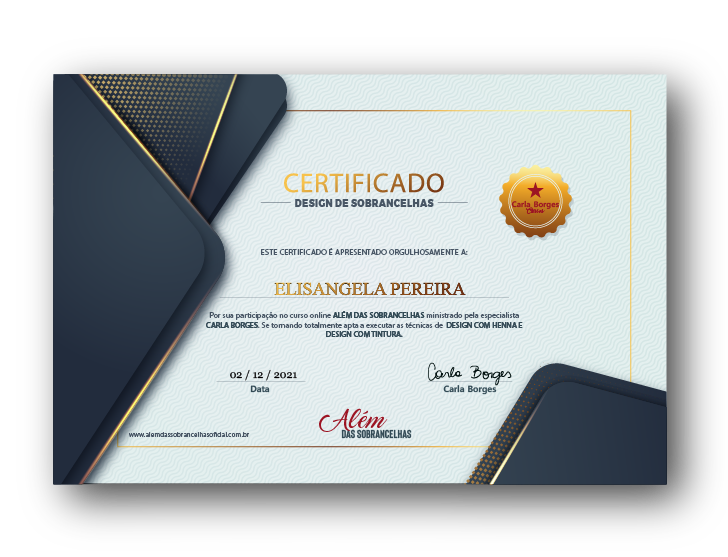 CERTIFICADO
DESIGN DE SOBRANCELHAS
Carla Borges
ESTE CERTIFICADO É APRESENTADO ORGULHOSAMENTE A:
ELISANGELA PEREIRA
Por sua participação no curso online ALÉM DAS SOBRANCELHAS ministrado pela especialista
CARLA BORGES. Se tornando totalmente apta a executar as técnicas de DESIGN COM HENNA E
DESIGN COM TINTURA.
02 / 12 / 2021
Carla Borges
Data
Carla Borges
Além
DAS SOBRANCELHAS
www.alemdassobrancelhasoficial.com.br